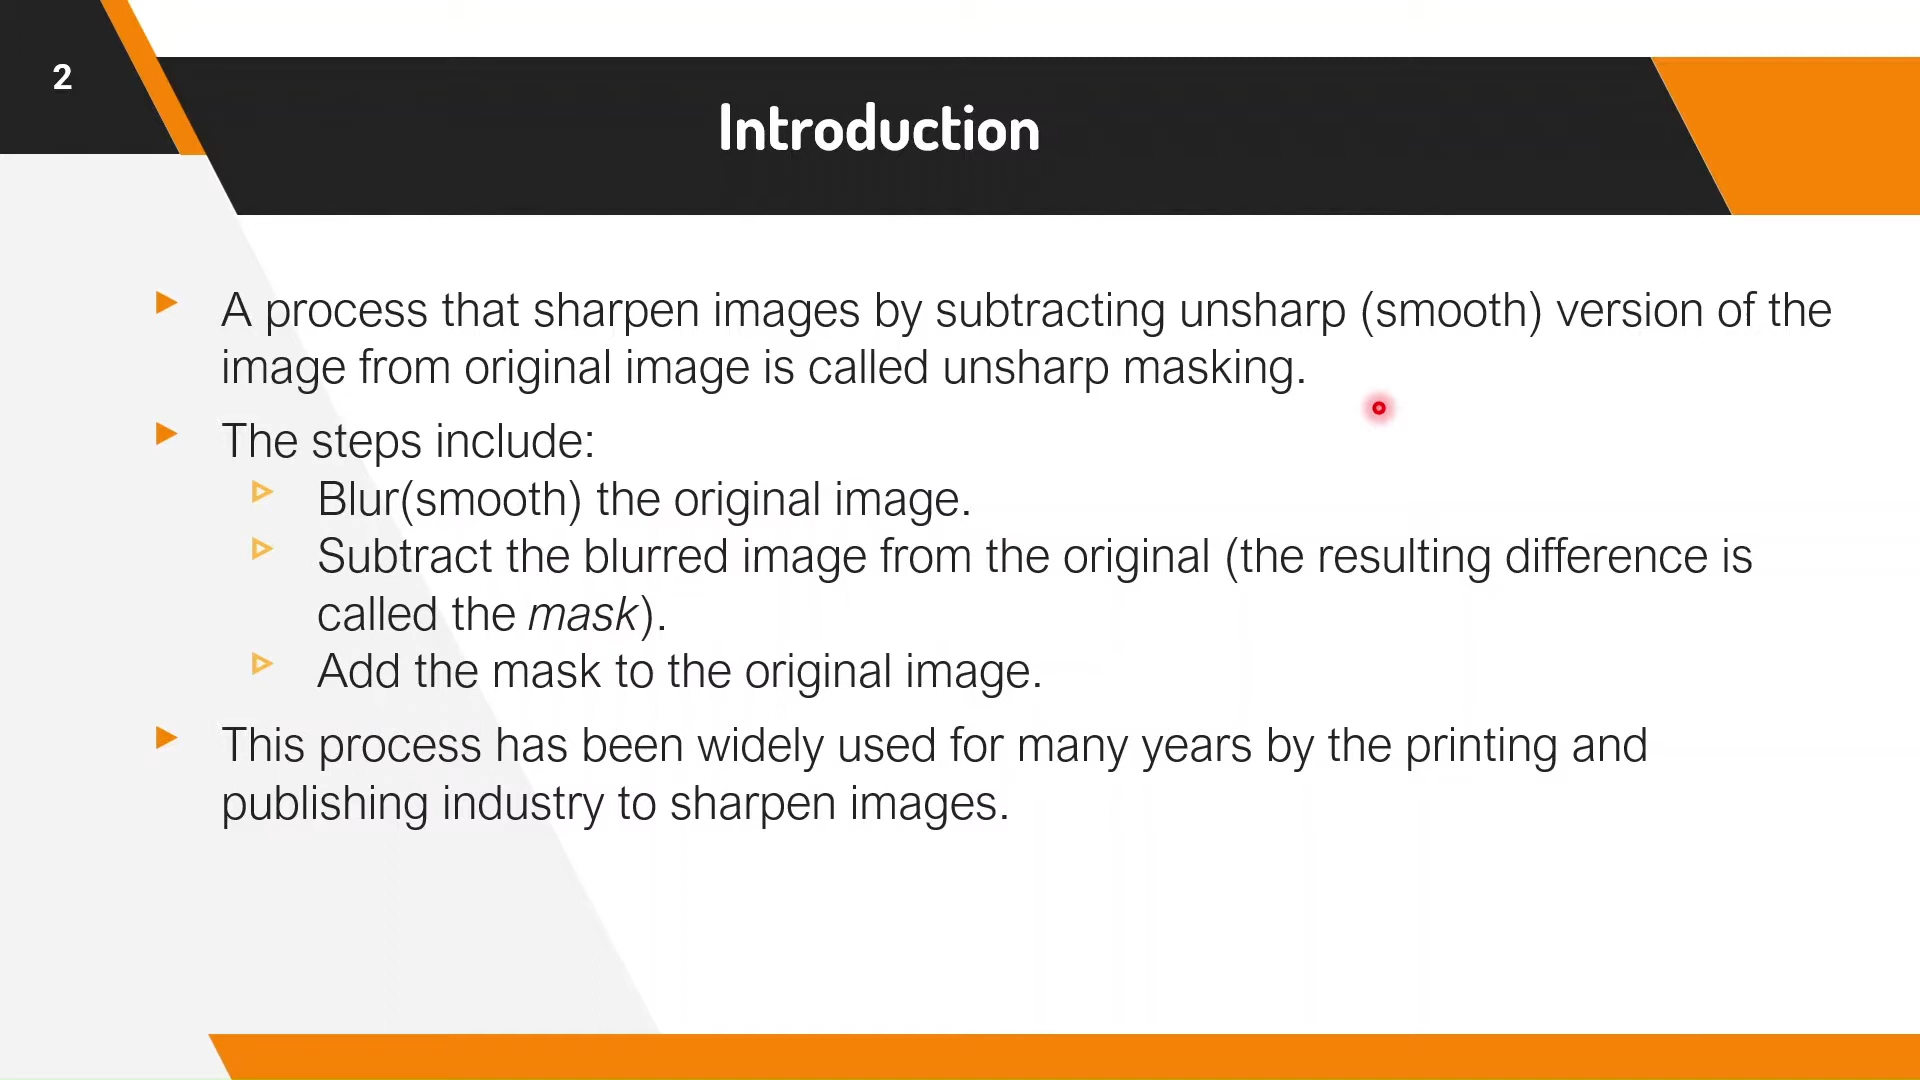 2
Introduction
A process that sharpen images by subtracting unsharp (smooth) version of the
image from original image is called unsharp masking.
The steps include:
Blur(smooth) the original image.
Subtract the blurred image from the original (the resulting difference is
called the mask).
Add the mask to the original image.
This process has been widely used for many years by the printing and
publishing industry to sharpen images.